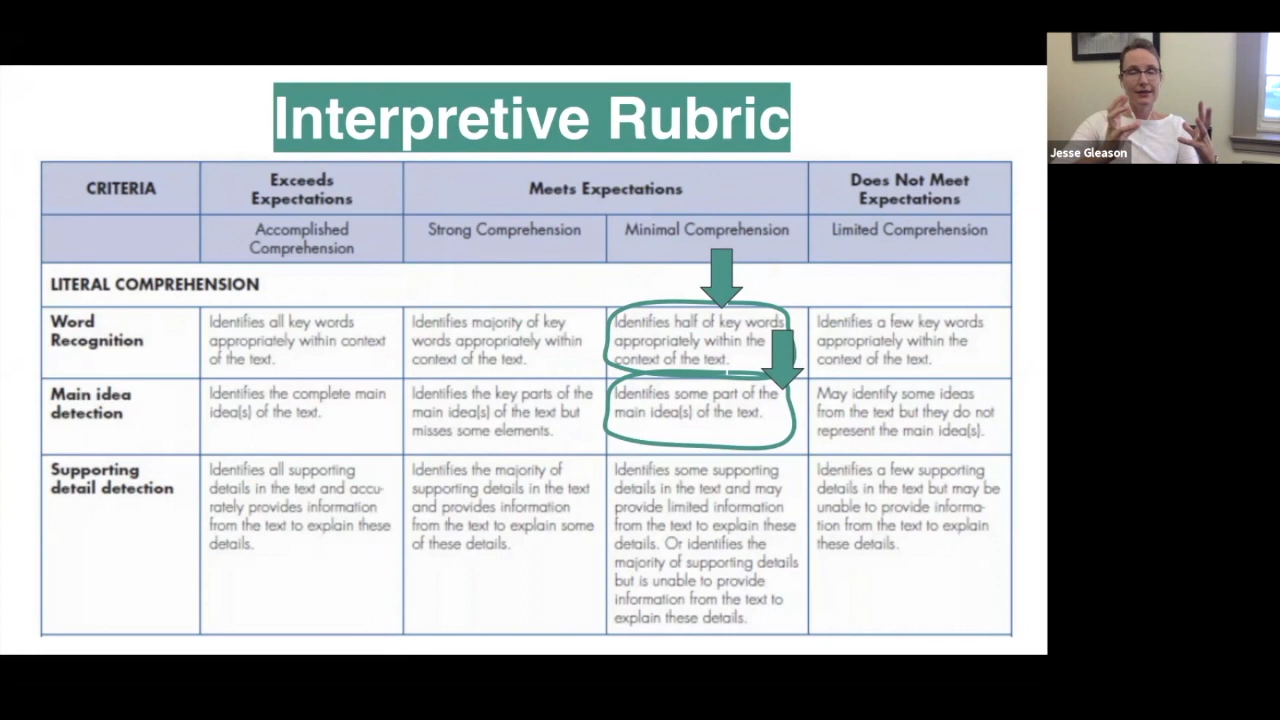 Interpretive Rubric
Jesse Gleason
CRITERIA
Exceeds
Expectations
Meets Expectations
Does Not Meet
Expectations
Accomplished
Comprehension
Strong Comprehension
Minimal Comprehension
Limited Comprehension
LITERAL COMPREHENSION
Word
Recognition
Identifies all key words
appropriately within context
of the text.
Identifies majority of key
words appropriately within
context of the text.
Identifies half of key words
appropriately within the
context of the text.
Identifies a few key words
appropriately within the
context of the text.
Main idea
detection
Identifies the complete main
idea(s) of the text.
Identifies the key parts of the
main idea(s) of the text but
misses some elements.
Identifies some part of the
main idea(s) of the text.
May identify some ideas
from the text but they do not
represent the main idea(s).
Supporting
detail detection
Identifies all supporting
details in the text and accu-
rately provides information
from the text to explain these
details.
Identifies the majority of
supporting details in the text
and provides information
from the text to explain some
of these details.
Identifies some supporting
details in the text and may
provide limited information
from the text to explain these
details. Or identifies the
majority of supporting details
but is unable to provide
information from the text to
explain these details.
Identifies a few supporting
details in the text but may be
unable to provide informa-
tion from the text to explain
these details.